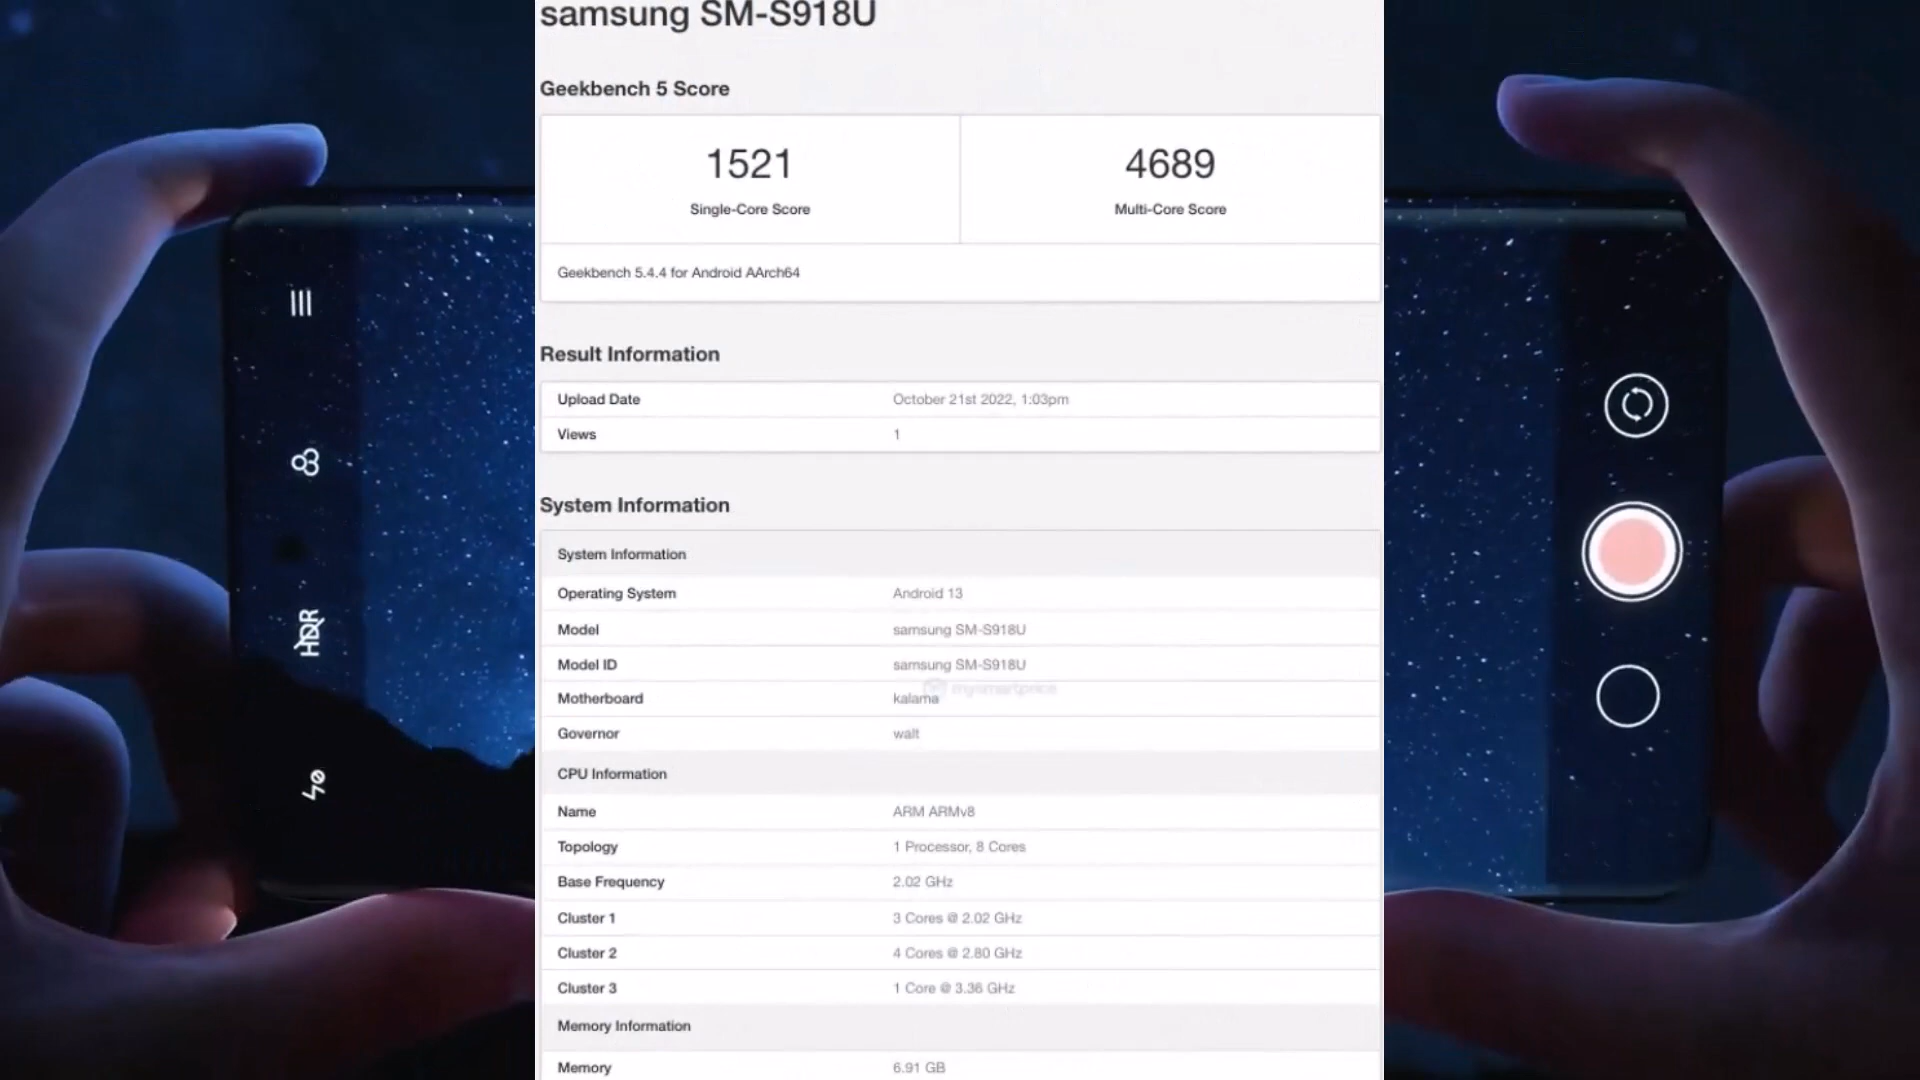 samsung SM-S918U
Geekbench 5 Score
1521
Single-Core Score
4689
Multi-Core Score
Geekbench 5.4.4 for Android AArch64
Result Information
Upload Date October 21st 2022, 1:03pm
Views 1
System Information
System Information
Operating System Android 13
Model samsung SM-S918U
Model ID samsung SM-S918U
mysmartprice
Motherboard kalama
Governor walt
CPU Information
Name ARM ARMv8
Topology 1 Processor, 8 Cores
Base Frequency 2.02 GHz
Cluster 1 3 Cores @ 2.02 GHz
Cluster 2 4 Cores @ 2.80 GHz
Cluster 3 1 Core @ 3.36 GHz
Memory Information
Memory 6.91 GB
HDR